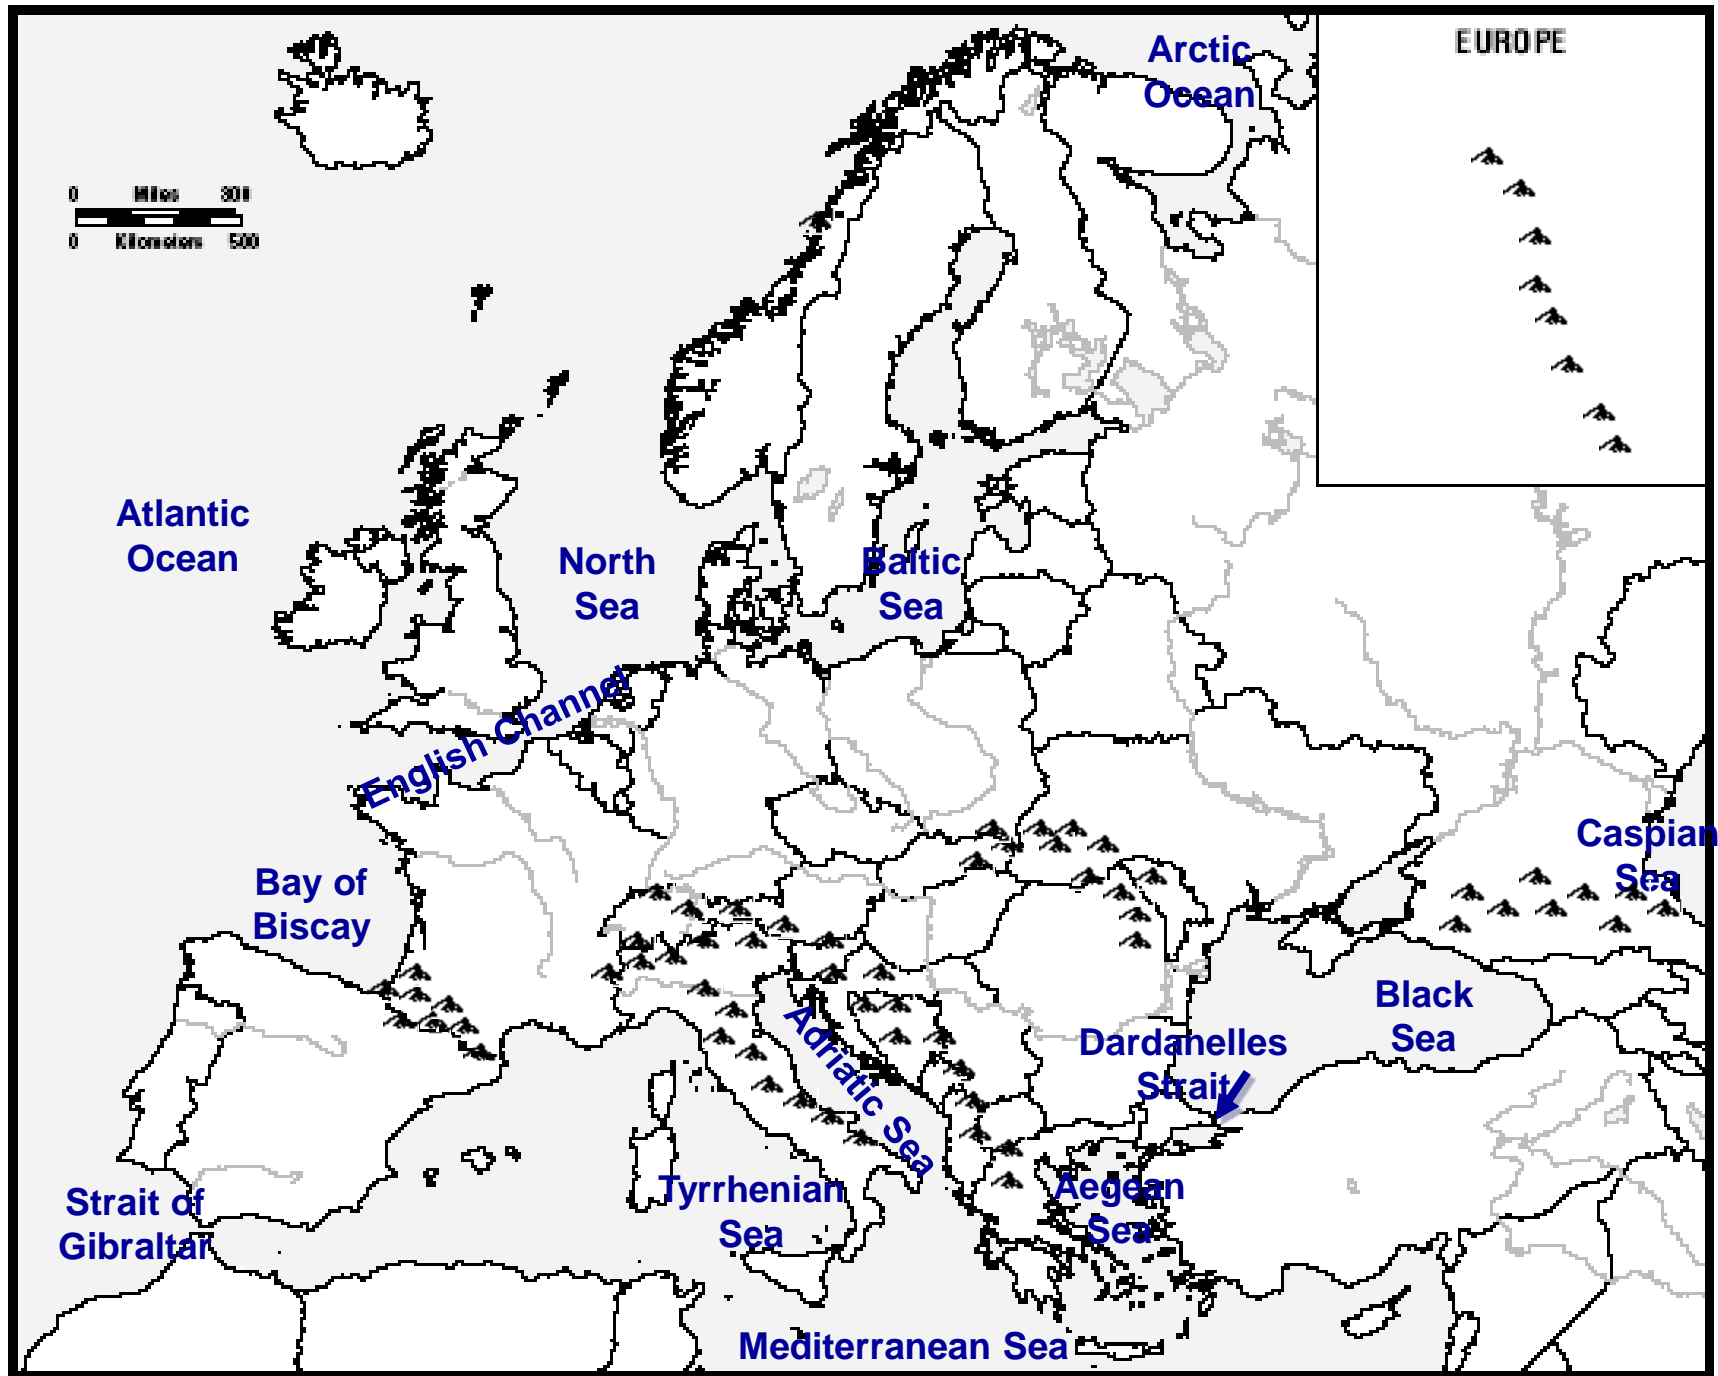 EUROPE
Arctic
Ocean
0 Miles 300
0 Kilometers 500
Atlantic
Ocean
North
Sea
Baltic
Sea
English Channel
Bay of
Biscay
Caspian
Sea
Black
Sea
Dardanelles
Strait
Adriatic Sea
Strait of
Gibraltar
Tyrrhenian
Sea
Aegean
Sea
Mediterranean Sea